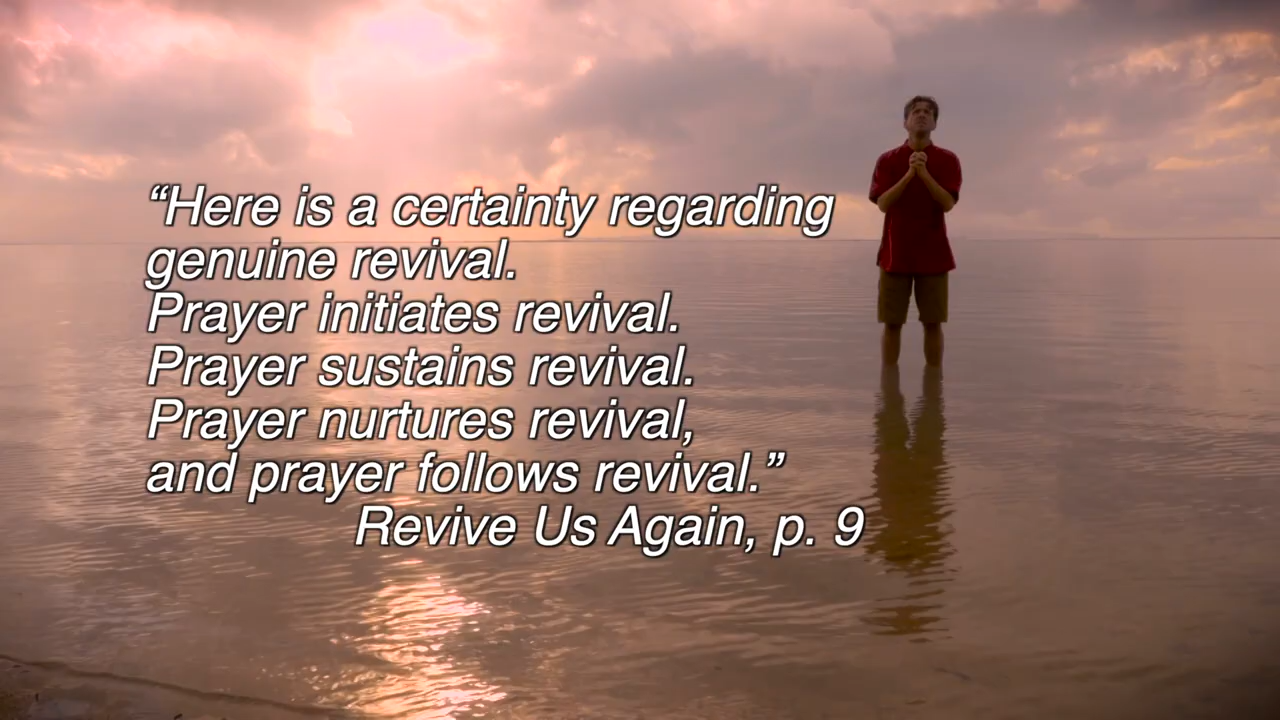 “Here is a certainty regarding
genuine revival.
Prayer initiates revival.
Prayer sustains revival.
Prayer nurtures revival,
and prayer follows revival.”
Revive Us Again, p. 9